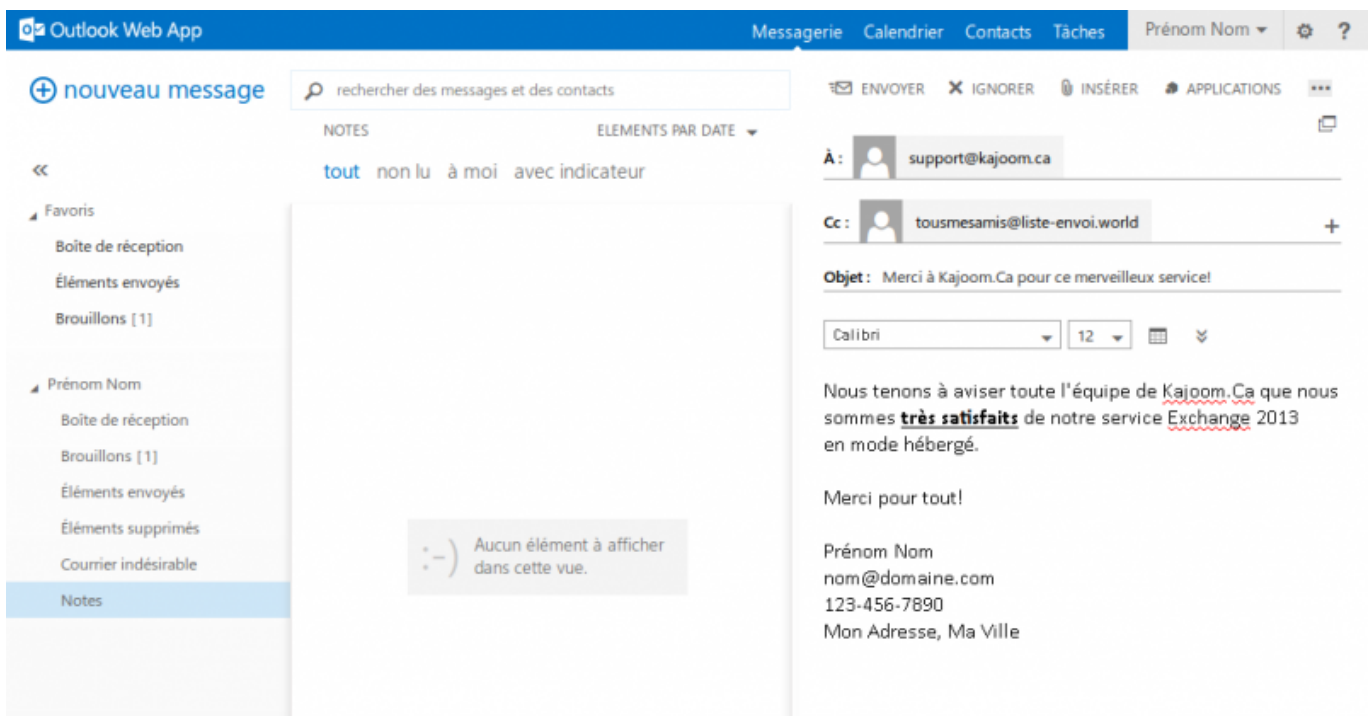 Outlook Web App
Messagerie Calendrier Contacts Tâches Prénom Nom ?
nouveau message
rechercher des messages et des contacts
NOTES ELEMENTS PAR DATE
tout non lu à moi avec indicateur
Favoris
Boîte de réception
Éléments envoyés
Brouillons [1]
Prénom Nom
Boîte de réception
Brouillons [1]
Éléments envoyés
Éléments supprimés
Courrier indésirable
Notes
:-)
Aucun élément à afficher
dans cette vue.
ENVOYER IGNORER INSÉRER APPLICATIONS
À : support@kajoom.ca
Cc : tousmesamis@liste-envoi.world
Objet : Merci à Kajoom.Ca pour ce merveilleux service!
Calibri 12
Nous tenons à aviser toute l'équipe de Kajoom.Ca que nous
sommes très satisfaits de notre service Exchange 2013
en mode hébergé.
Merci pour tout!
Prénom Nom
nom@domaine.com
123-456-7890
Mon Adresse, Ma Ville